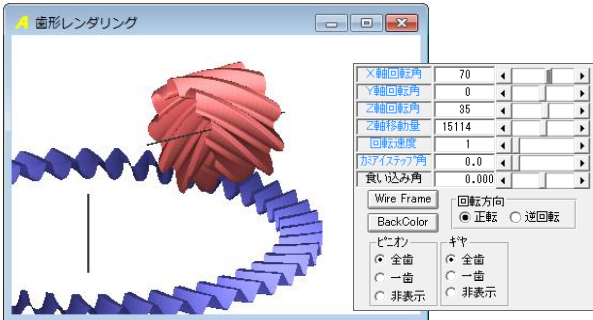 歯形レンダリング
X軸回転角 70
Y軸回転角 0
Z軸回転角 35
Z軸移動量 15114
回転速度 1
カミアイステップ角 0.0
食い込み角 0.000
Wire Frame
BackColor
回転方向
正転 逆回転
ピニオン
全歯
一歯
非表示
ギヤ
全歯
一歯
非表示